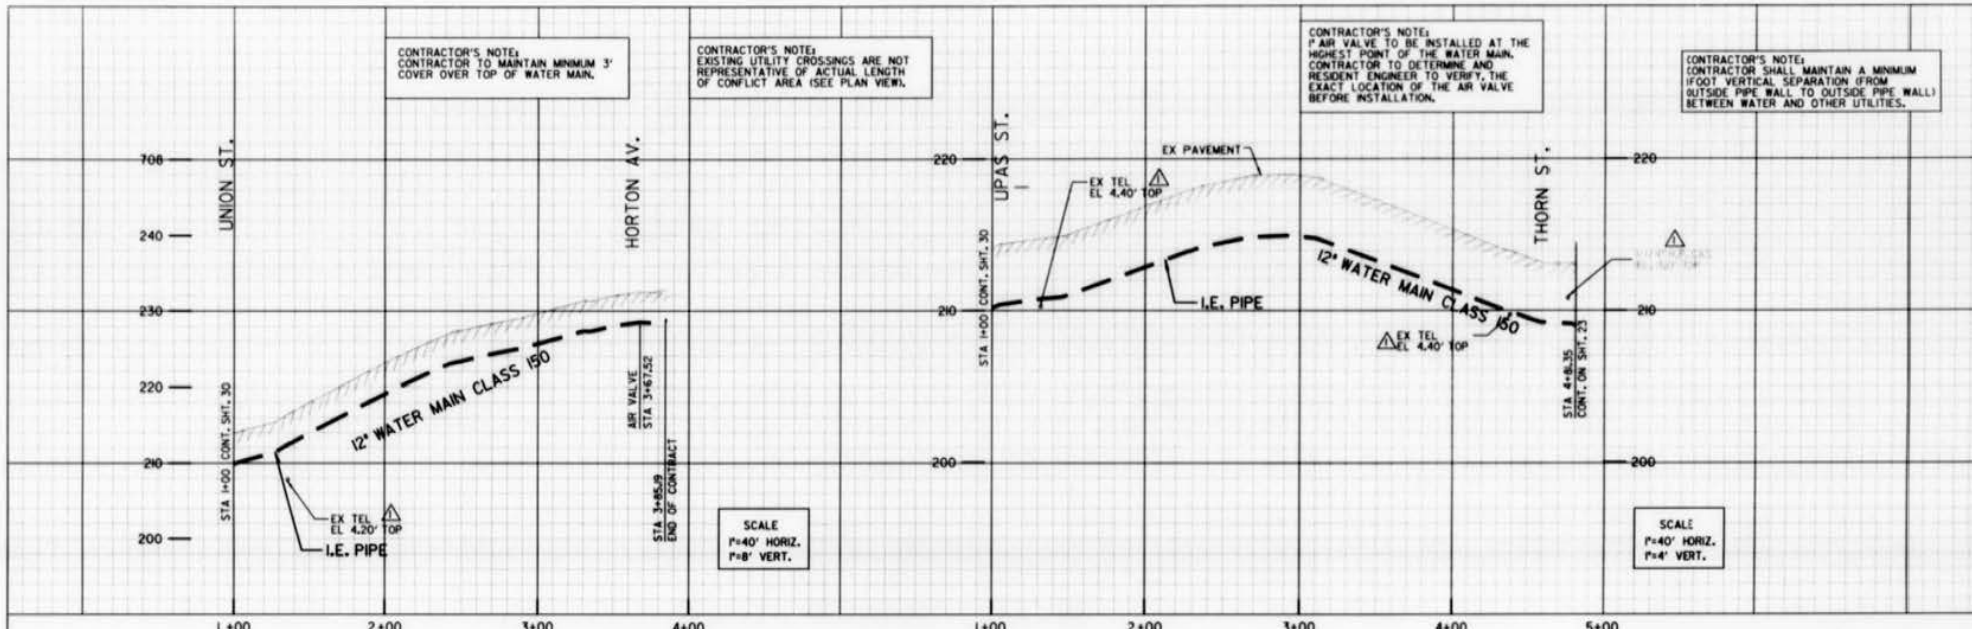 CONTRACTOR'S NOTE:
CONTRACTOR TO MAINTAIN MINIMUM 3'
COVER OVER TOP OF WATER MAIN.
CONTRACTOR'S NOTE:
EXISTING UTILITY CROSSINGS ARE NOT
REPRESENTATIVE OF ACTUAL LENGTH
OF CONFLICT AREA (SEE PLAN VIEW).
CONTRACTOR'S NOTE:
1" AIR VALVE TO BE INSTALLED AT THE
HIGHEST POINT OF THE WATER MAIN.
CONTRACTOR TO DETERMINE AND
RESIDENT ENGINEER TO VERIFY, THE
EXACT LOCATION OF THE AIR VALVE
BEFORE INSTALLATION.
CONTRACTOR'S NOTE:
CONTRACTOR SHALL MAINTAIN A MINIMUM
1FOOT VERTICAL SEPARATION (FROM
OUTSIDE PIPE WALL TO OUTSIDE PIPE WALL)
BETWEEN WATER AND OTHER UTILITIES.
708
240
230
220
210
200
UNION ST.
STA 1+00 CONT. SHT. 30
HORTON AV.
12" WATER MAIN CLASS 150
AIR VALVE
STA 3+67.52
STA 3+85.19
END OF CONTRACT
EX TEL
EL 4.20' TOP
1
I.E. PIPE
SCALE
1"=40' HORIZ.
1"=8' VERT.
1+00
2+00
3+00
4+00
220
210
200
UPAS ST.
STA 1+00 CONT. SHT. 30
EX TEL
EL 4.40' TOP
1
EX PAVEMENT
I.E. PIPE
12" WATER MAIN CLASS 150
1
EX TEL
EL 4.40' TOP
THORN ST.
STA 4+81.35
CONT. ON SHT. 23
1
220
210
200
SCALE
1"=40' HORIZ.
1"=4' VERT.
1+00
2+00
3+00
4+00
5+00